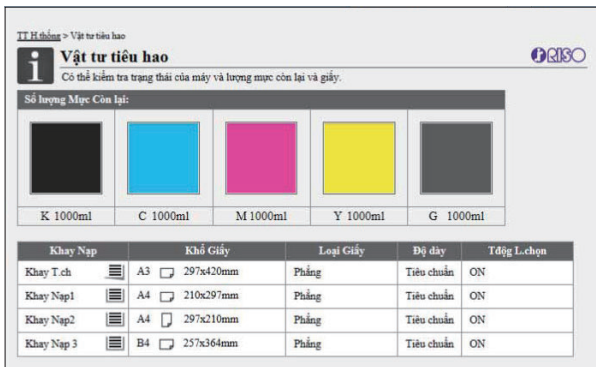 TT H.thống > Vật tư tiêu hao
Vật tư tiêu hao
RISO
Có thể kiểm tra trạng thái của máy và lượng mực còn lại và giấy.
Số lượng Mực Còn lại:
K 1000ml C 1000ml M 1000ml Y 1000ml G 1000ml
Khay Nạp Khổ Giấy Loại Giấy Độ dày Tđộg L.chọn
Khay T.ch A3 297x420mm Phẳng Tiêu chuẩn ON
Khay Nạp1 A4 210x297mm Phẳng Tiêu chuẩn ON
Khay Nạp2 A4 297x210mm Phẳng Tiêu chuẩn ON
Khay Nạp 3 B4 257x364mm Phẳng Tiêu chuẩn ON